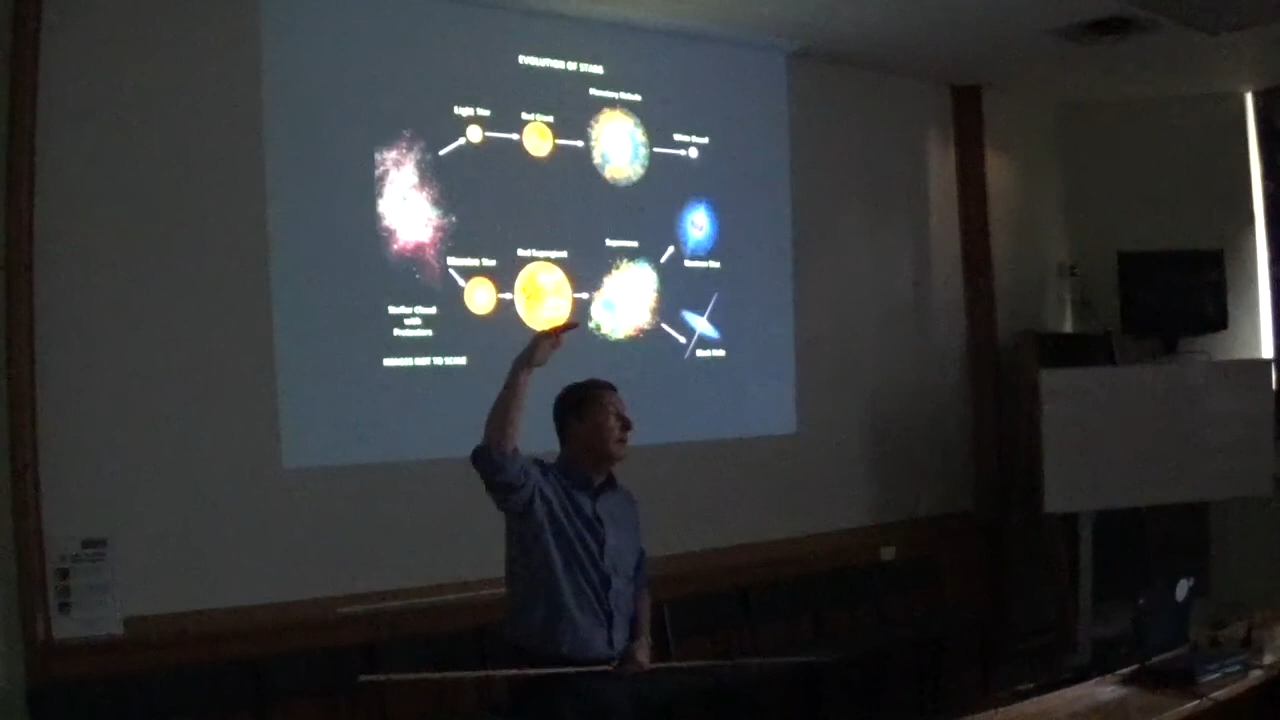 EVOLUTION OF STARS
Planetary Nebula
Light Star
Red Giant
White Dwarf
Massive Star
Red Supergiant
Supernova
Neutron Star
Stellar Cloud
with
Protostars
Black Hole
IMAGES NOT TO SCALE